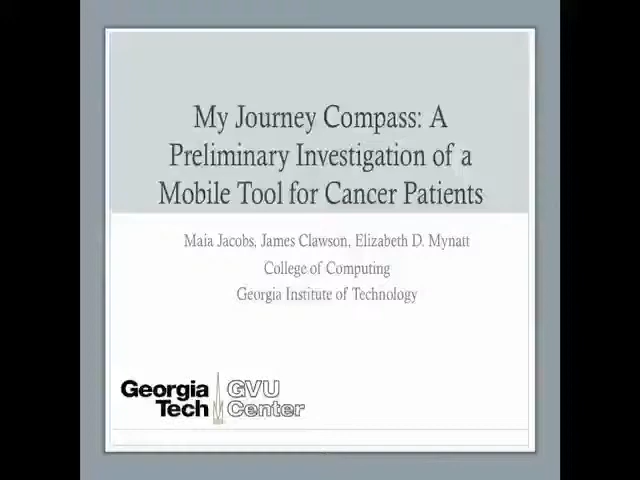 My Journey Compass: A
Preliminary Investigation of a
Mobile Tool for Cancer Patients
Maia Jacobs, James Clawson, Elizabeth D. Mynatt
College of Computing
Georgia Institute of Technology
Georgia Tech
GVU Center